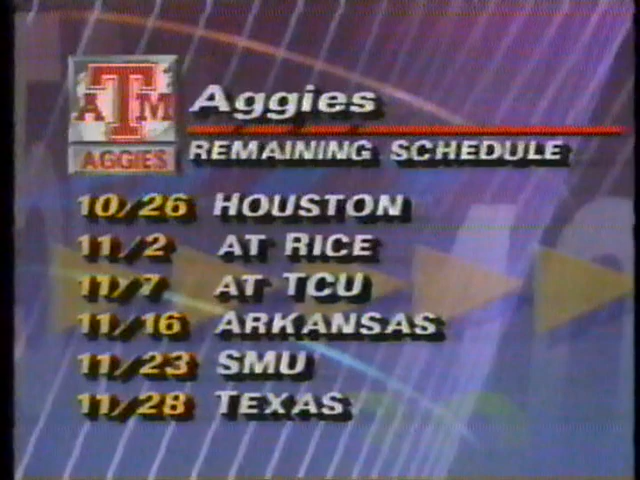 ATM
AGGIES
Aggies
REMAINING SCHEDULE
10/26 HOUSTON
11/2 AT RICE
11/7 AT TCU
11/16 ARKANSAS
11/23 SMU
11/28 TEXAS